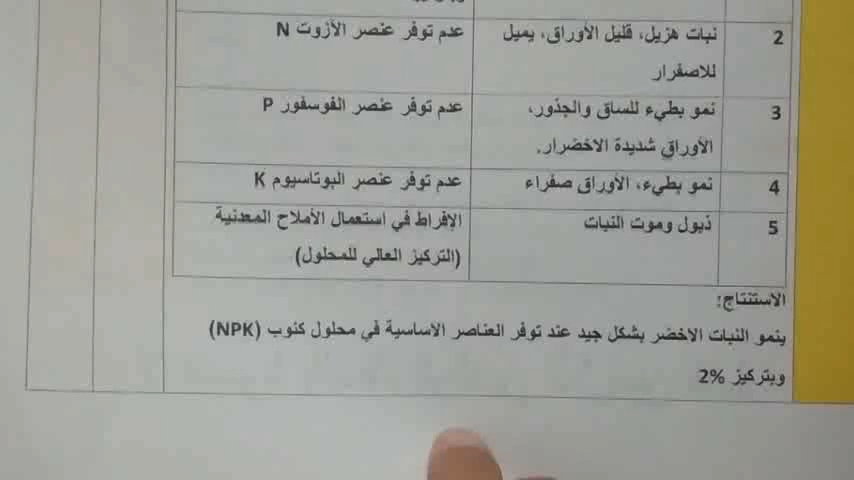 2 نبات هزيل، قليل الأوراق، يميل عدم توفر عنصر الأزوت N
للاصفرار
3 نمو بطيء للساق والجذور، عدم توفر عنصر الفوسفور P
الأوراق شديدة الاخضرار.
4 نمو بطيء، الأوراق صفراء عدم توفر عنصر البوتاسيوم K
5 ذبول وموت النبات الإفراط في استعمال الأملاح المعدنية
(التركيز العالي للمحلول)
الاستنتاج:
ينمو النبات الاخضر بشكل جيد عند توفر العناصر الاساسية في محلول كنوب (NPK)
وبتركيز 2%